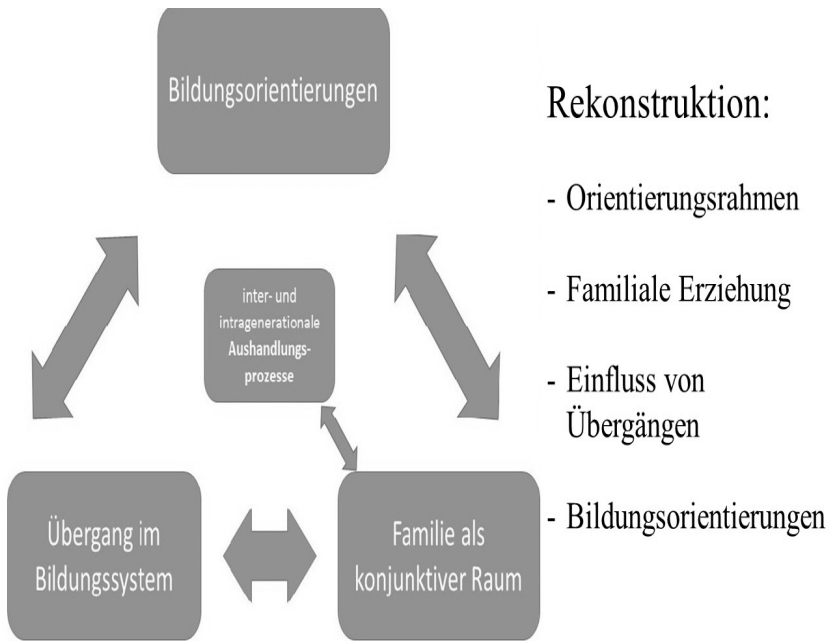 Bildungsorientierungen
inter- und
intragenerationale
Aushandlungs-
prozesse
Übergang im
Bildungssystem
Familie als
konjunktiver Raum
Rekonstruktion:
- Orientierungsrahmen
- Familiale Erziehung
- Einfluss von
Übergängen
- Bildungsorientierungen